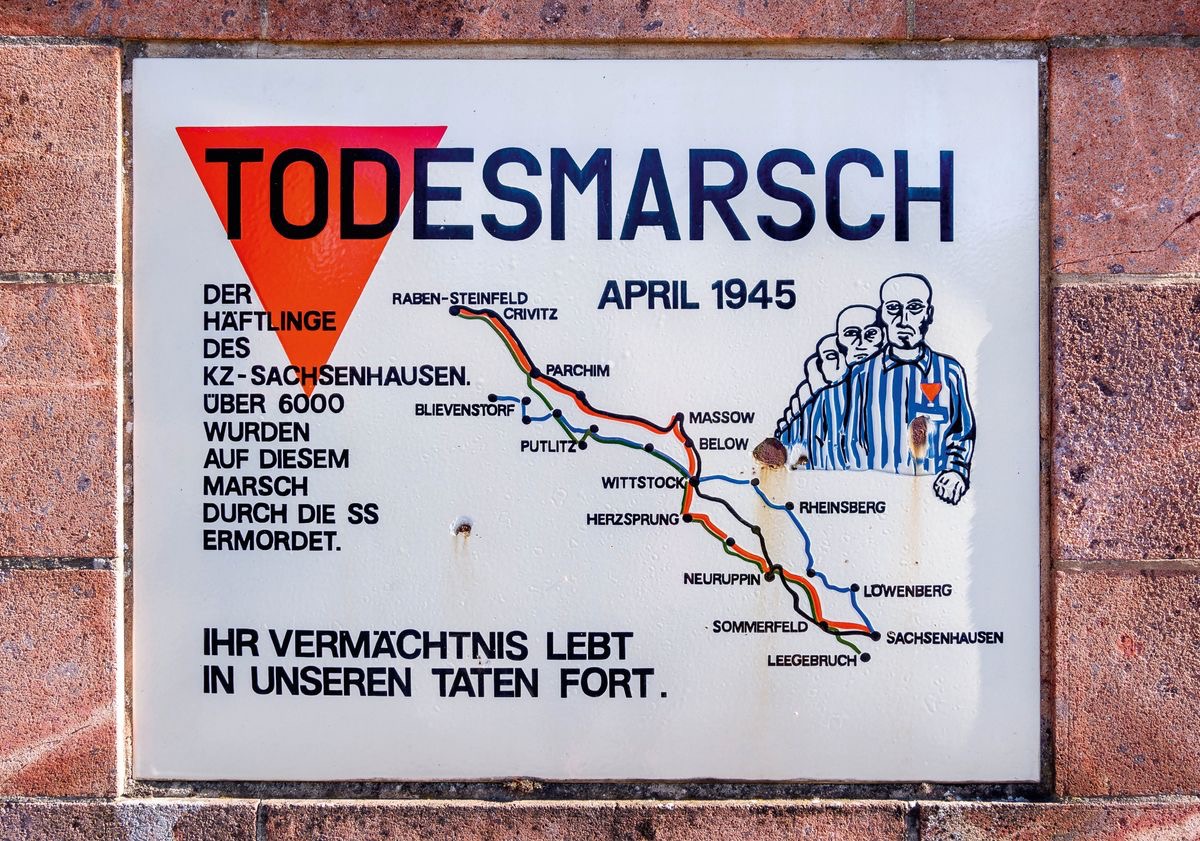 TODESMARSCH
APRIL 1945
DER
HÄFTLINGE
DES
KZ-SACHSENHAUSEN.
ÜBER 6000
WURDEN
AUF DIESEM
MARSCH
DURCH DIE SS
ERMORDET.
RABEN-STEINFELD
CRIVITZ
PARCHIM
BLIEVENSTORF
MASSOW
PUTLITZ
BELOW
WITTSTOCK
RHEINSBERG
HERZSPRUNG
NEURUPPIN
LÖWENBERG
SOMMERFELD
SACHSENHAUSEN
LEEGEBRUCH
IHR VERMÄCHTNIS LEBT
IN UNSEREN TATEN FORT.